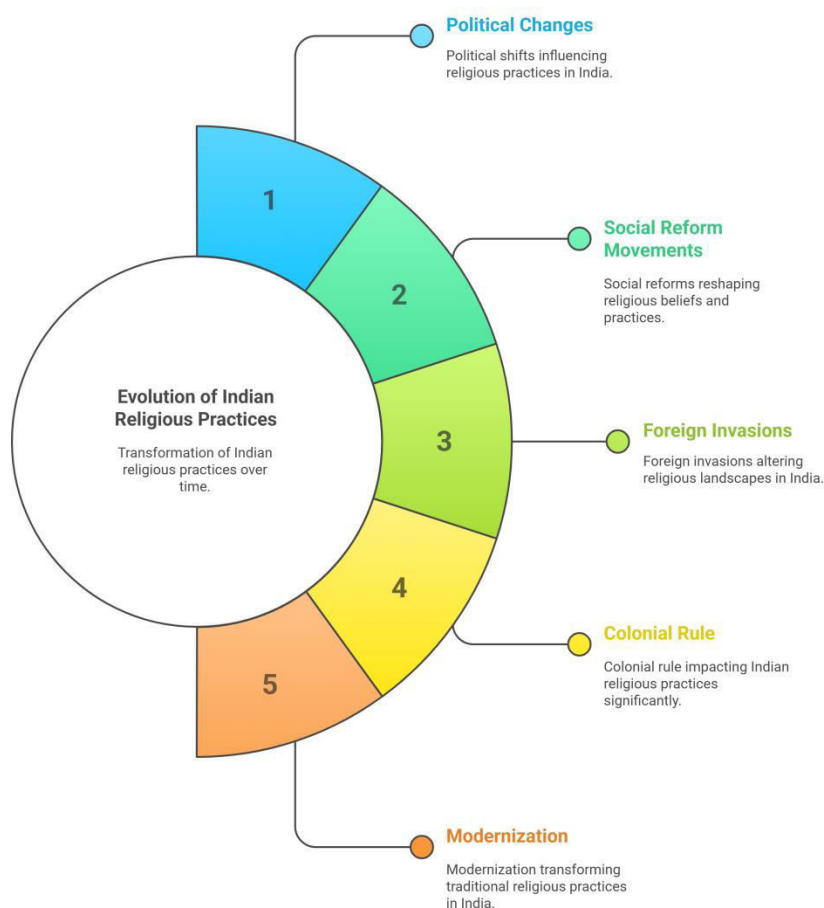 Political Changes
Political shifts influencing
religious practices in India.
1
Social Reform
Movements
Social reforms reshaping
religious beliefs and
practices.
2
Evolution of Indian
Religious Practices
Transformation of Indian
religious practices over
time.
3
Foreign Invasions
Foreign invasions altering
religious landscapes in India.
4
Colonial Rule
Colonial rule impacting Indian
religious practices
significantly.
5
Modernization
Modernization transforming
traditional religious practices
in India.